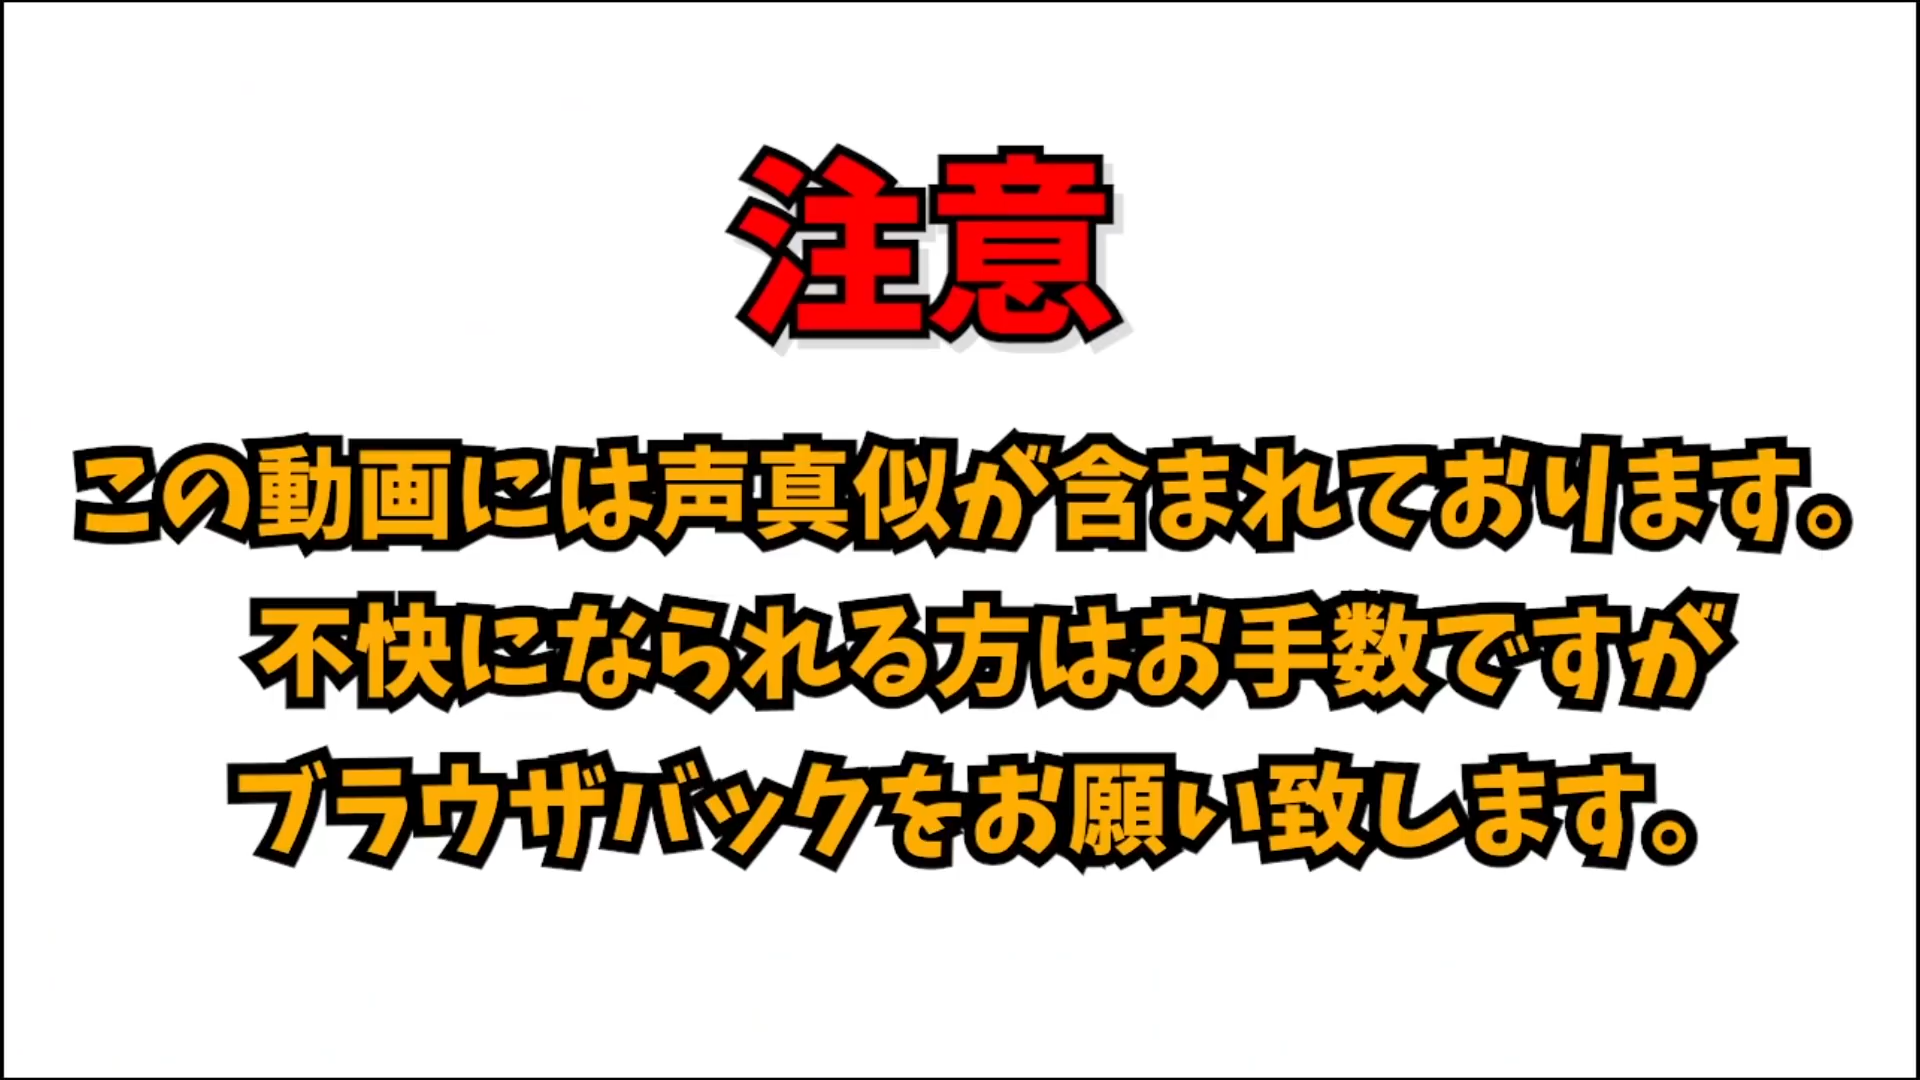 注意
この動画には声真似が含まれております。
不快になられる方はお手数ですが
ブラウザバックをお願い致します。